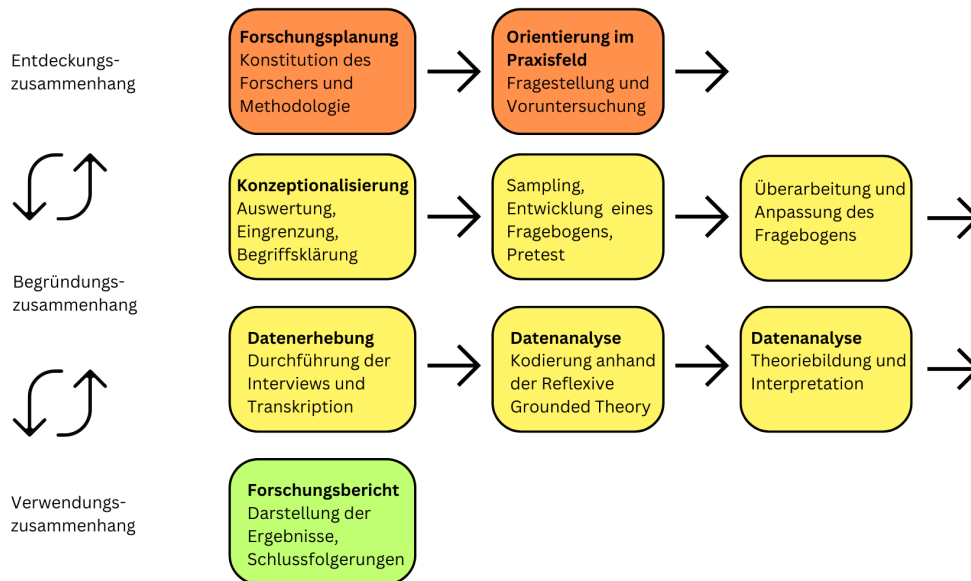 Entdeckungs-
zusammenhang
Forschungsplanung
Konstitution des
Forschers und
Methodologie
Orientierung im
Praxisfeld
Fragestellung und
Voruntersuchung
Konzeptionalisierung
Auswertung,
Eingrenzung,
Begriffsklärung
Sampling,
Entwicklung eines
Fragebogens,
Pretest
Überarbeitung und
Anpassung des
Fragebogens
Begründungs-
zusammenhang
Datenerhebung
Durchführung der
Interviews und
Transkription
Datenanalyse
Kodierung anhand
der Reflexive
Grounded Theory
Datenanalyse
Theoriebildung und
Interpretation
Verwendungs-
zusammenhang
Forschungsbericht
Darstellung der
Ergebnisse,
Schlussfolgerungen